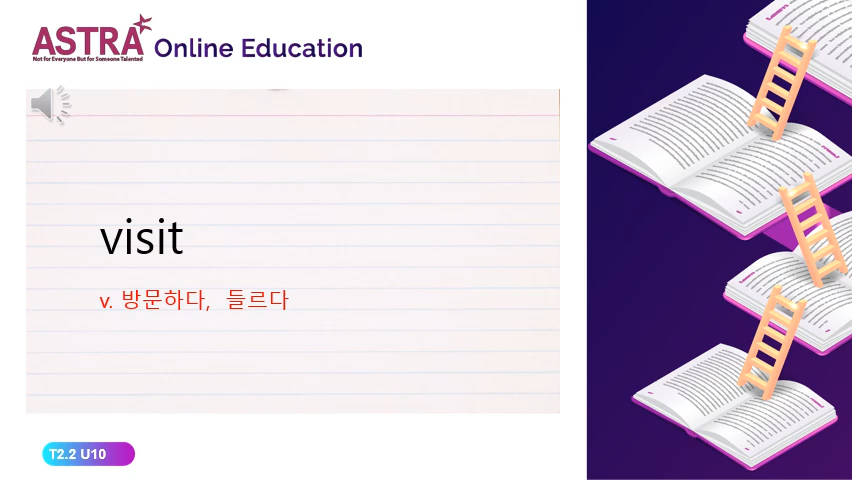 ASTRA
Not for Everyone But for Someone Talented
Online Education
visit
v. 방문하다, 들르다
T2.2 U10